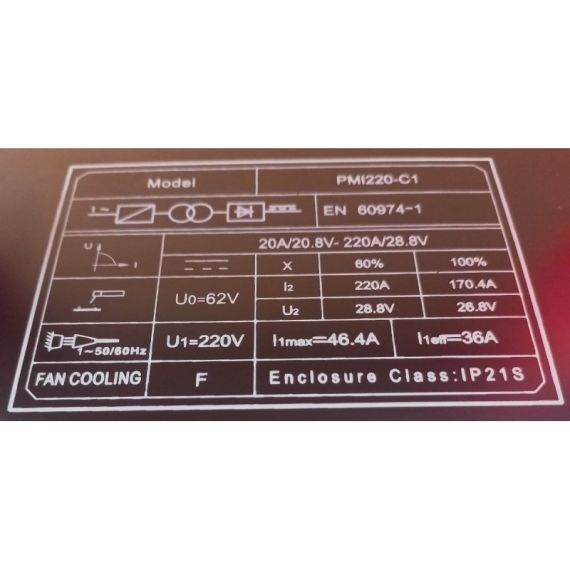 Model PMI220-C1
1~ EN 60974-1
U I 20A/20.8V- 220A/28.8V
X 60% 100%
U0=62V I2 220A 170.4A
U2 28.8V 26.8V
1~50/60Hz U1=220V I1max=46.4A I1eff=36A
FAN COOLING F Enclosure Class:IP21S